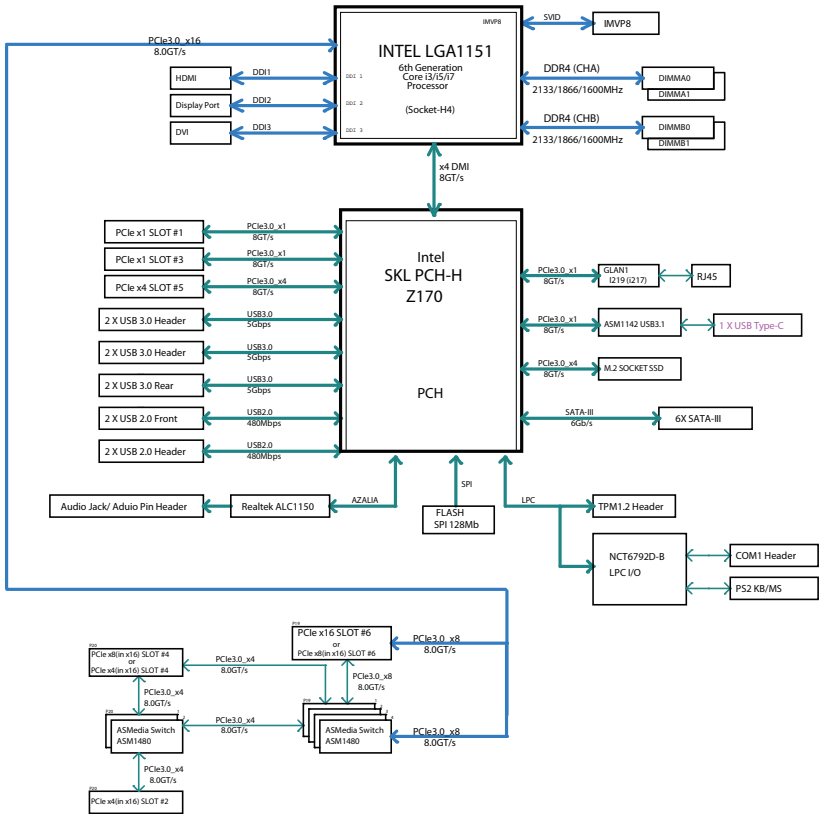 IMVP8
SVID
IMVP8
PCIe3.0_x16
8.0GT/s
INTEL LGA1151
6th Generation
Core i3/i5/i7
Processor
(Socket-H4)
HDMI
DDI1
DDI 1
Display Port
DDI2
DDI 2
DVI
DDI3
DDI 3
DDR4 (CHA)
2133/1866/1600MHz
DIMMA0
DIMMA1
DDR4 (CHB)
2133/1866/1600MHz
DIMMB0
DIMMB1
x4 DMI
8GT/s
Intel
SKL PCH-H
Z170
PCH
PCIe x1 SLOT #1
PCIe3.0_x1
8GT/s
PCIe x1 SLOT #3
PCIe3.0_x1
8GT/s
PCIe x4 SLOT #5
PCIe3.0_x4
8GT/s
2 X USB 3.0 Header
USB3.0
5Gbps
2 X USB 3.0 Header
USB3.0
5Gbps
2 X USB 3.0 Rear
USB3.0
5Gbps
2 X USB 2.0 Front
USB2.0
480Mbps
2 X USB 2.0 Header
USB2.0
480Mbps
PCIe3.0_x1
8GT/s
GLAN1
I219 (i217)
RJ45
PCIe3.0_x1
8GT/s
ASM1142 USB3.1
1 X USB Type-C
PCIe3.0_x4
8GT/s
M.2 SOCKET SSD
SATA-III
6Gb/s
6X SATA-III
Audio Jack/ Aduio Pin Header
Realtek ALC1150
AZALIA
SPI
FLASH
SPI 128Mb
LPC
TPM1.2 Header
NCT6792D-B
LPC I/O
COM1 Header
PS2 KB/MS
P19
PCIe x16 SLOT #6
or
PCIe x8(in x16) SLOT #6
PCIe3.0_x8
8.0GT/s
P20
PCIe x8(in x16) SLOT #4
or
PCIe x4(in x16) SLOT #4
PCIe3.0_x4
8.0GT/s
PCIe3.0_x8
8.0GT/s
PCIe3.0_x4
8.0GT/s
P20
ASMedia Switch
ASM1480
PCIe3.0_x4
8.0GT/s
P19
1
ASMedia Switch
ASM1480
PCIe3.0_x8
8.0GT/s
PCIe3.0_x4
8.0GT/s
P20
PCIe x4(in x16) SLOT #2